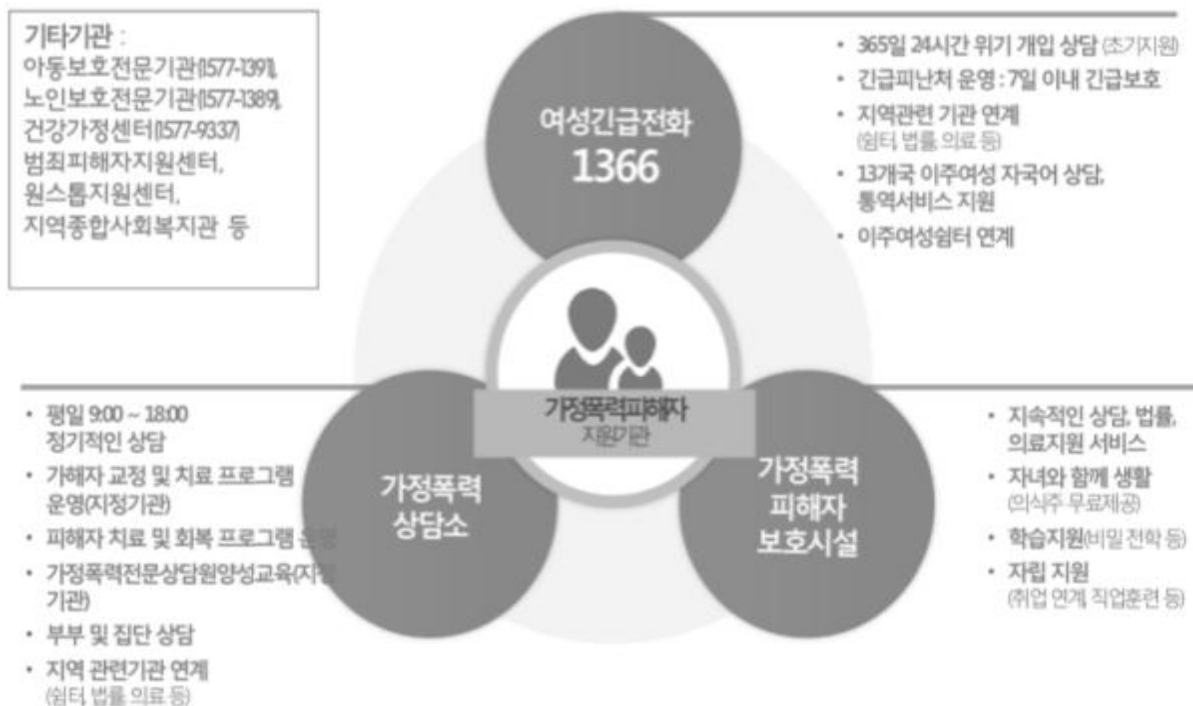 기타기관 :
아동보호전문기관(1577-1391),
노인보호전문기관(1577-1389),
건강가정센터(1577-9337)
범죄피해자지원센터,
원스톱지원센터,
지역종합사회복지관 등
여성긴급전화
1366
• 365일 24시간 위기 개입 상담 (초기지원)
• 긴급피난처 운영 : 7일 이내 긴급보호
• 지역관련 기관 연계
(쉼터, 법률, 의료 등)
• 13개국 이주여성 자국어 상담,
통역서비스 지원
• 이주여성쉼터 연계
가정폭력피해자
지원기관
• 평일 9:00 ~ 18:00
정기적인 상담
• 가해자 교정 및 치료 프로그램
운영(지정기관)
• 피해자 치료 및 회복 프로그램 운영
• 가정폭력전문상담원양성교육(지정
기관)
• 부부 및 집단 상담
• 지역 관련기관 연계
(쉼터, 법률, 의료 등)
가정폭력
상담소
가정폭력
피해자
보호시설
• 지속적인 상담, 법률,
의료지원 서비스
• 자녀와 함께 생활
(의식주 무료제공)
• 학습지원(비밀 전학 등)
• 자립 지원
(취업 연계, 직업훈련 등)